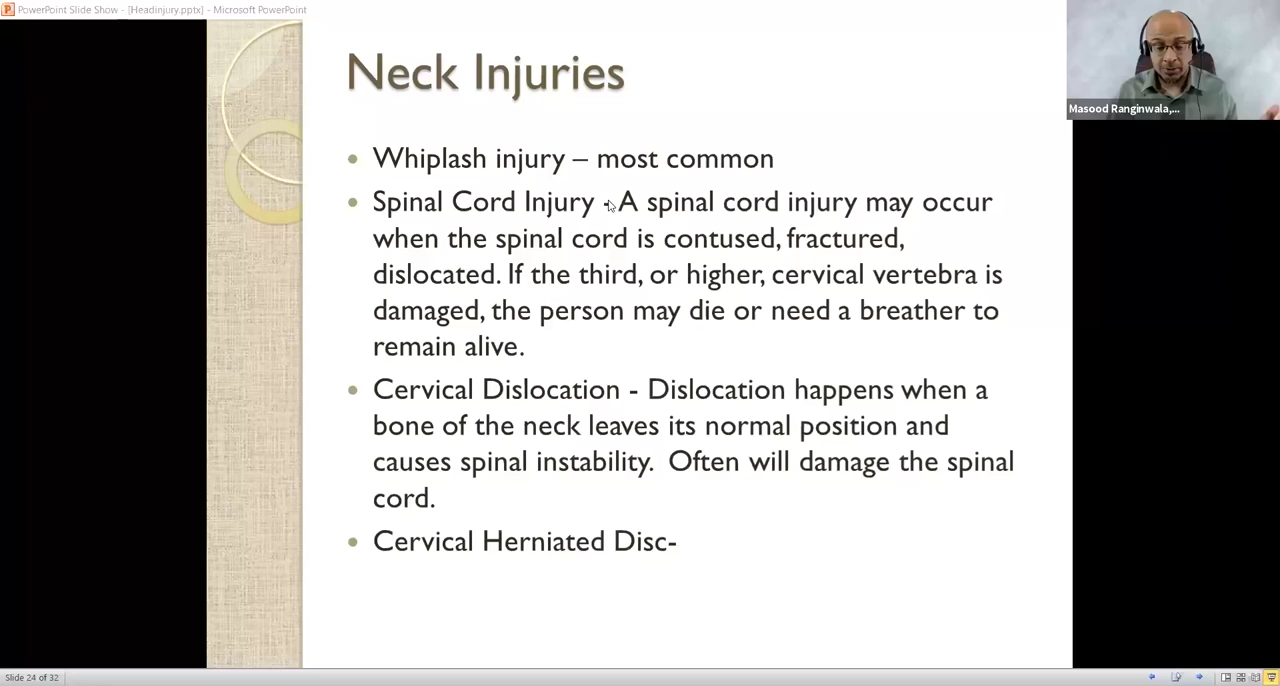 PowerPoint Slide Show - [Headinjury.pptx] - Microsoft PowerPoint
Masood Ranginwala,...
Neck Injuries
Whiplash injury – most common
Spinal Cord Injury - A spinal cord injury may occur
when the spinal cord is contused, fractured,
dislocated. If the third, or higher, cervical vertebra is
damaged, the person may die or need a breather to
remain alive.
Cervical Dislocation - Dislocation happens when a
bone of the neck leaves its normal position and
causes spinal instability.  Often will damage the spinal
cord.
Cervical Herniated Disc-
Slide 24 of 32